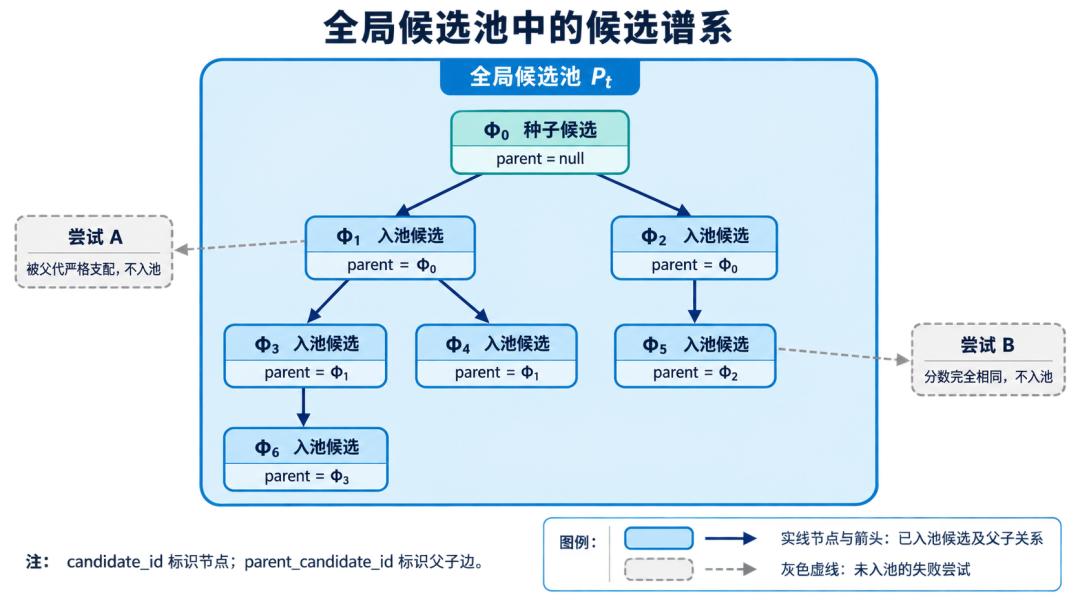 全局候选池中的候选谱系
全局候选池 Pt
Φ0 种子候选
parent = null
尝试 A
被父代严格支配，不入池
Φ1 入池候选
parent = Φ0
Φ2 入池候选
parent = Φ0
Φ3 入池候选
parent = Φ1
Φ4 入池候选
parent = Φ1
Φ5 入池候选
parent = Φ2
尝试 B
分数完全相同，不入池
Φ6 入池候选
parent = Φ3
注： candidate_id 标识节点；parent_candidate_id 标识父子边。
图例：
实线节点与箭头：已入池候选及父子关系
灰色虚线：未入池的失败尝试